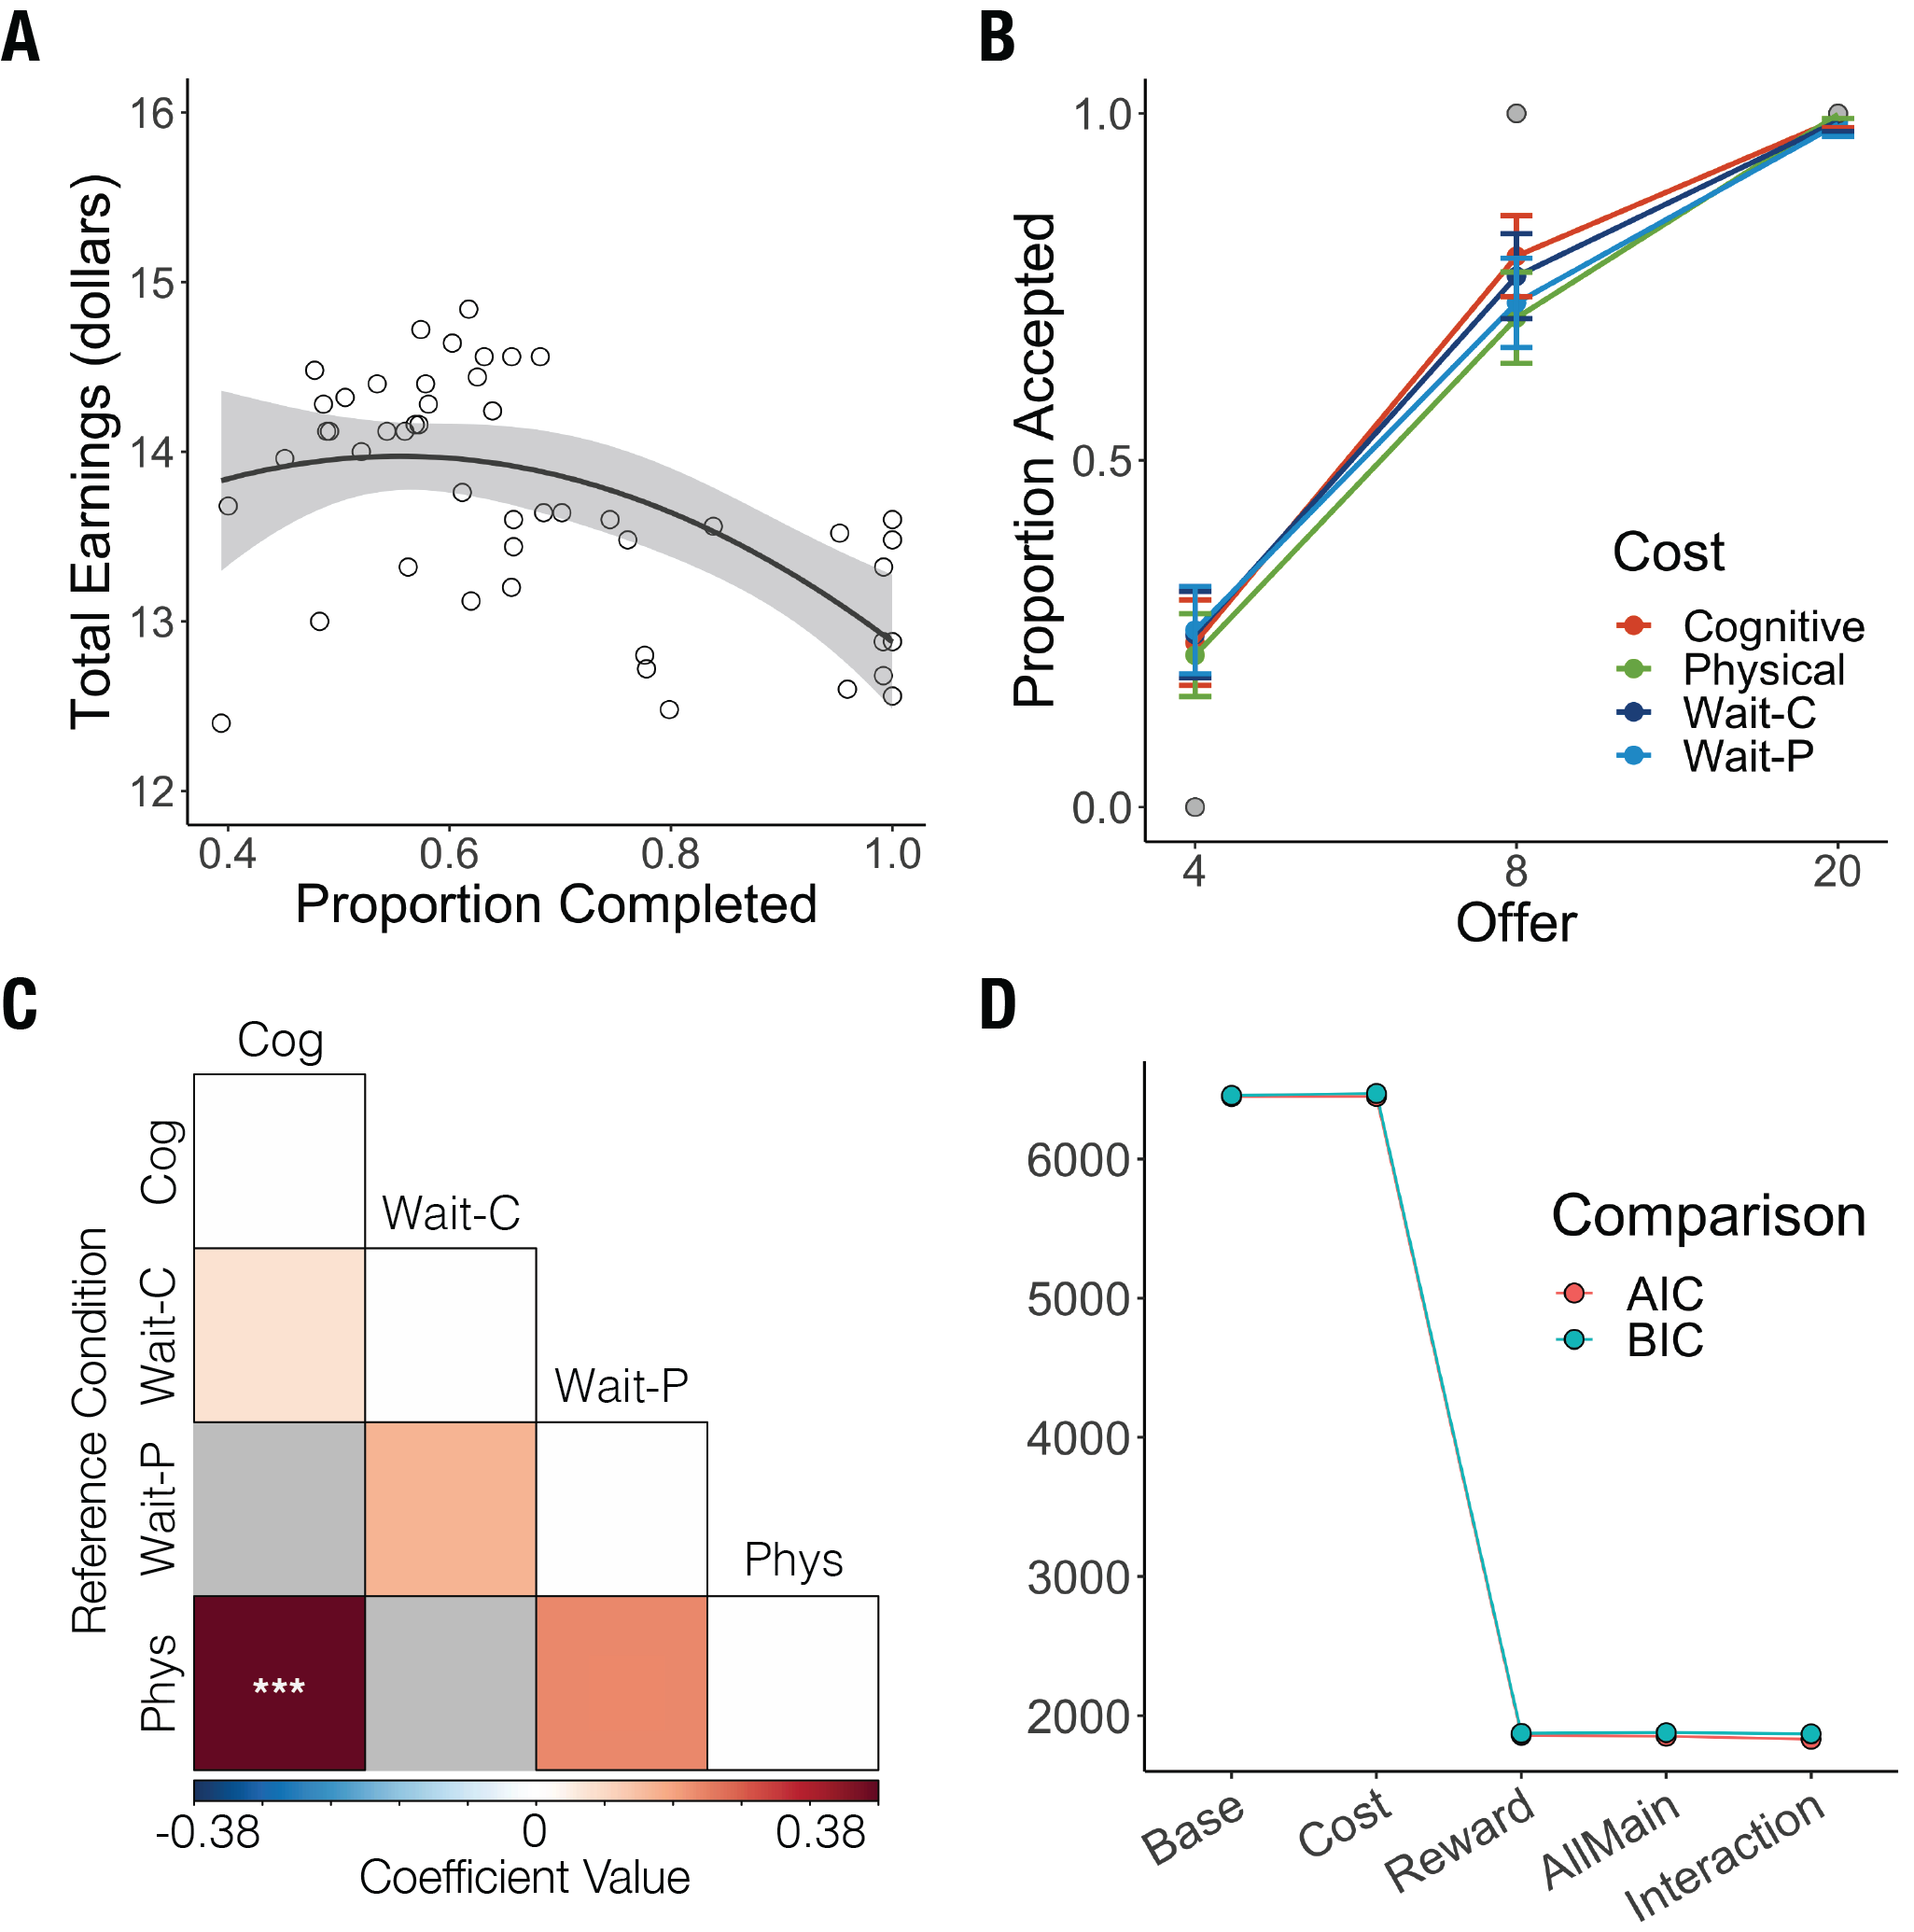 A
Total Earnings (dollars)
16
15
14
13
12
0.4 0.6 0.8 1.0
Proportion Completed
B
Proportion Accepted
1.0
0.5
0.0
4 8 20
Offer
Cost
Cognitive
Physical
Wait-C
Wait-P
C
Reference Condition
Cog
Wait-C
Wait-P
Phys
Cog
Wait-C
Wait-P
Phys
***
-0.38 0 0.38
Coefficient Value
D
6000
5000
4000
3000
2000
Comparison
AIC
BIC
Base
Cost
Reward
AllMain
Interaction